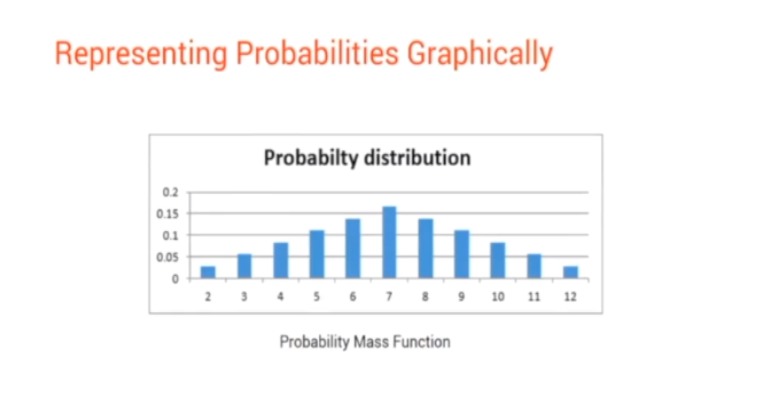 Representing Probabilities Graphically
Probabilty distribution
0.2
0.15
0.1
0.05
0
2 3 4 5 6 7 8 9 10 11 12
Probability Mass Function